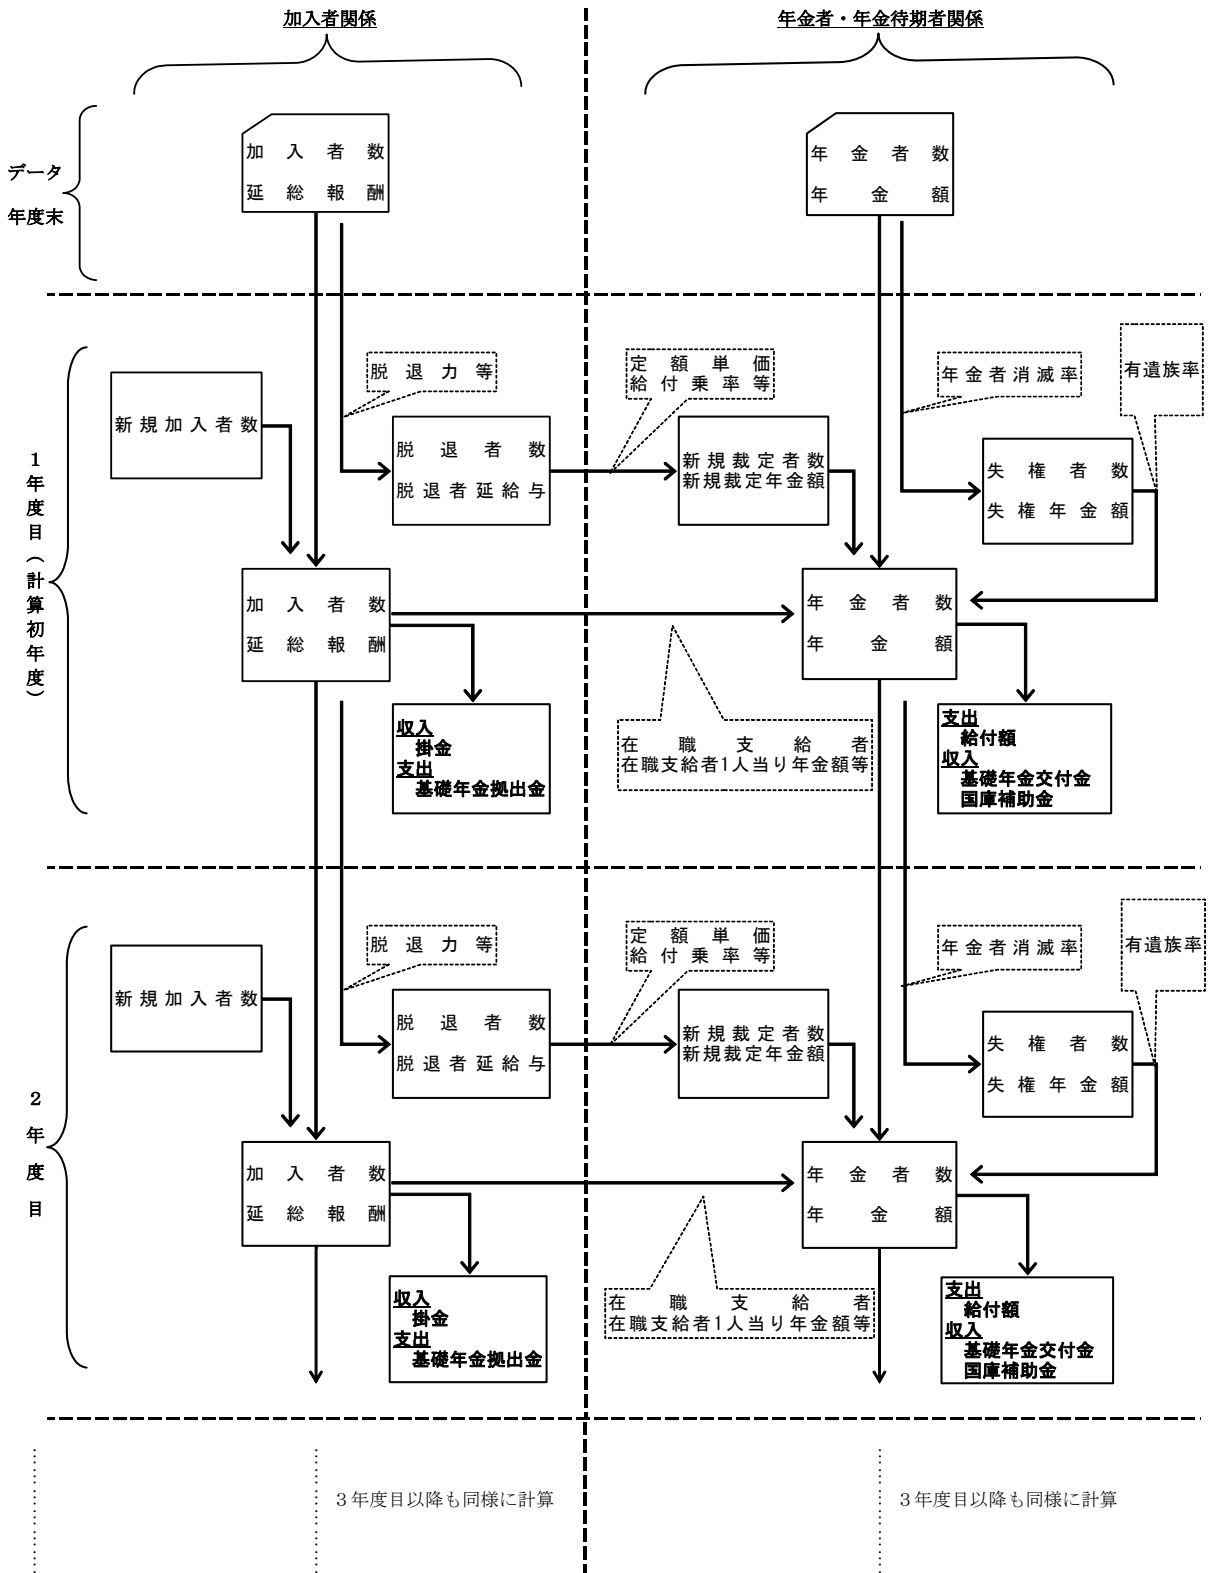 加入者関係
年金者・年金待期者関係
データ
年度末
加入者数
延総報酬
年金者数
年金額
1年度目(計算初年度)
新規加入者数
脱退力等
脱退者数
脱退者延給与
定額単価
給付乗率等
新規裁定者数
新規裁定年金額
年金者消滅率
有遺族率
失権者数
失権年金額
加入者数
延総報酬
年金者数
年金額
収入
掛金
支出
基礎年金拠出金
在職支給者
在職支給者1人当り年金額等
支出
給付額
収入
基礎年金交付金
国庫補助金
2年度目
新規加入者数
脱退力等
脱退者数
脱退者延給与
定額単価
給付乗率等
新規裁定者数
新規裁定年金額
年金者消滅率
有遺族率
失権者数
失権年金額
加入者数
延総報酬
年金者数
年金額
収入
掛金
支出
基礎年金拠出金
在職支給者
在職支給者1人当り年金額等
支出
給付額
収入
基礎年金交付金
国庫補助金
3年度目以降も同様に計算
3年度目以降も同様に計算